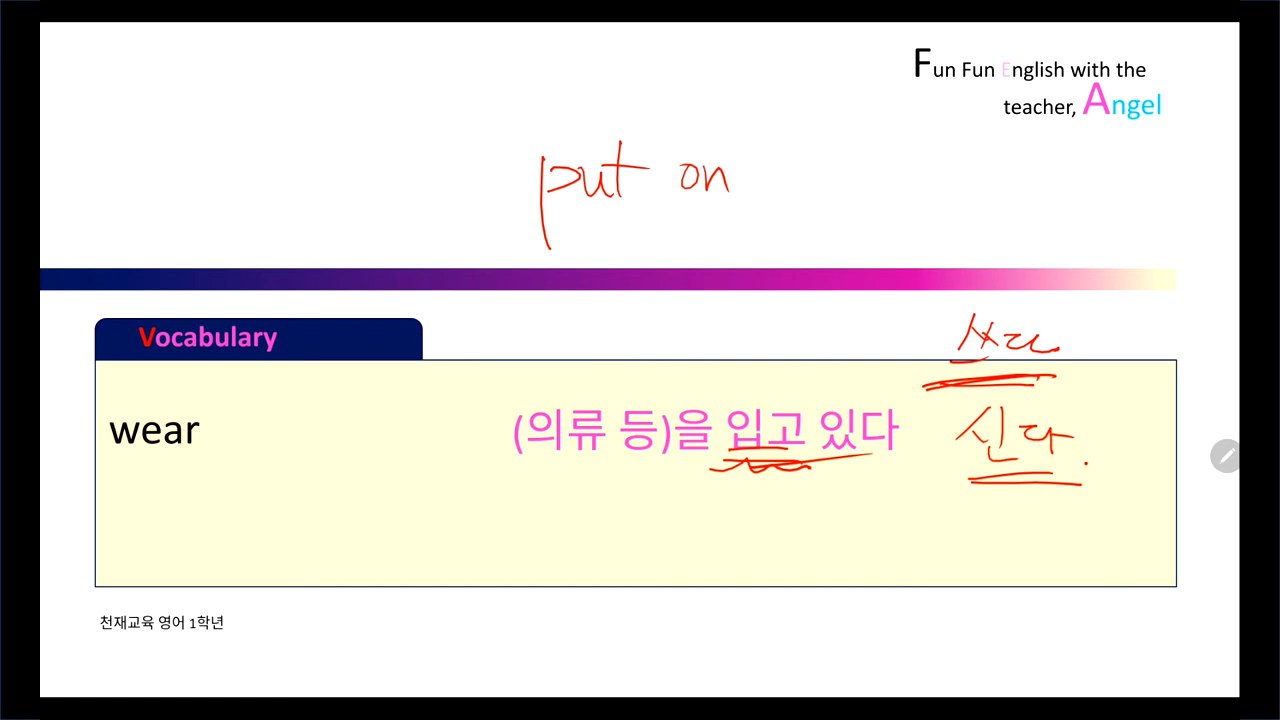 Fun Fun English with the
teacher, Angel
put on
Vocabulary
쓰다.
wear (의류 등)을 입고 있다 신다.
천재교육 영어 1학년